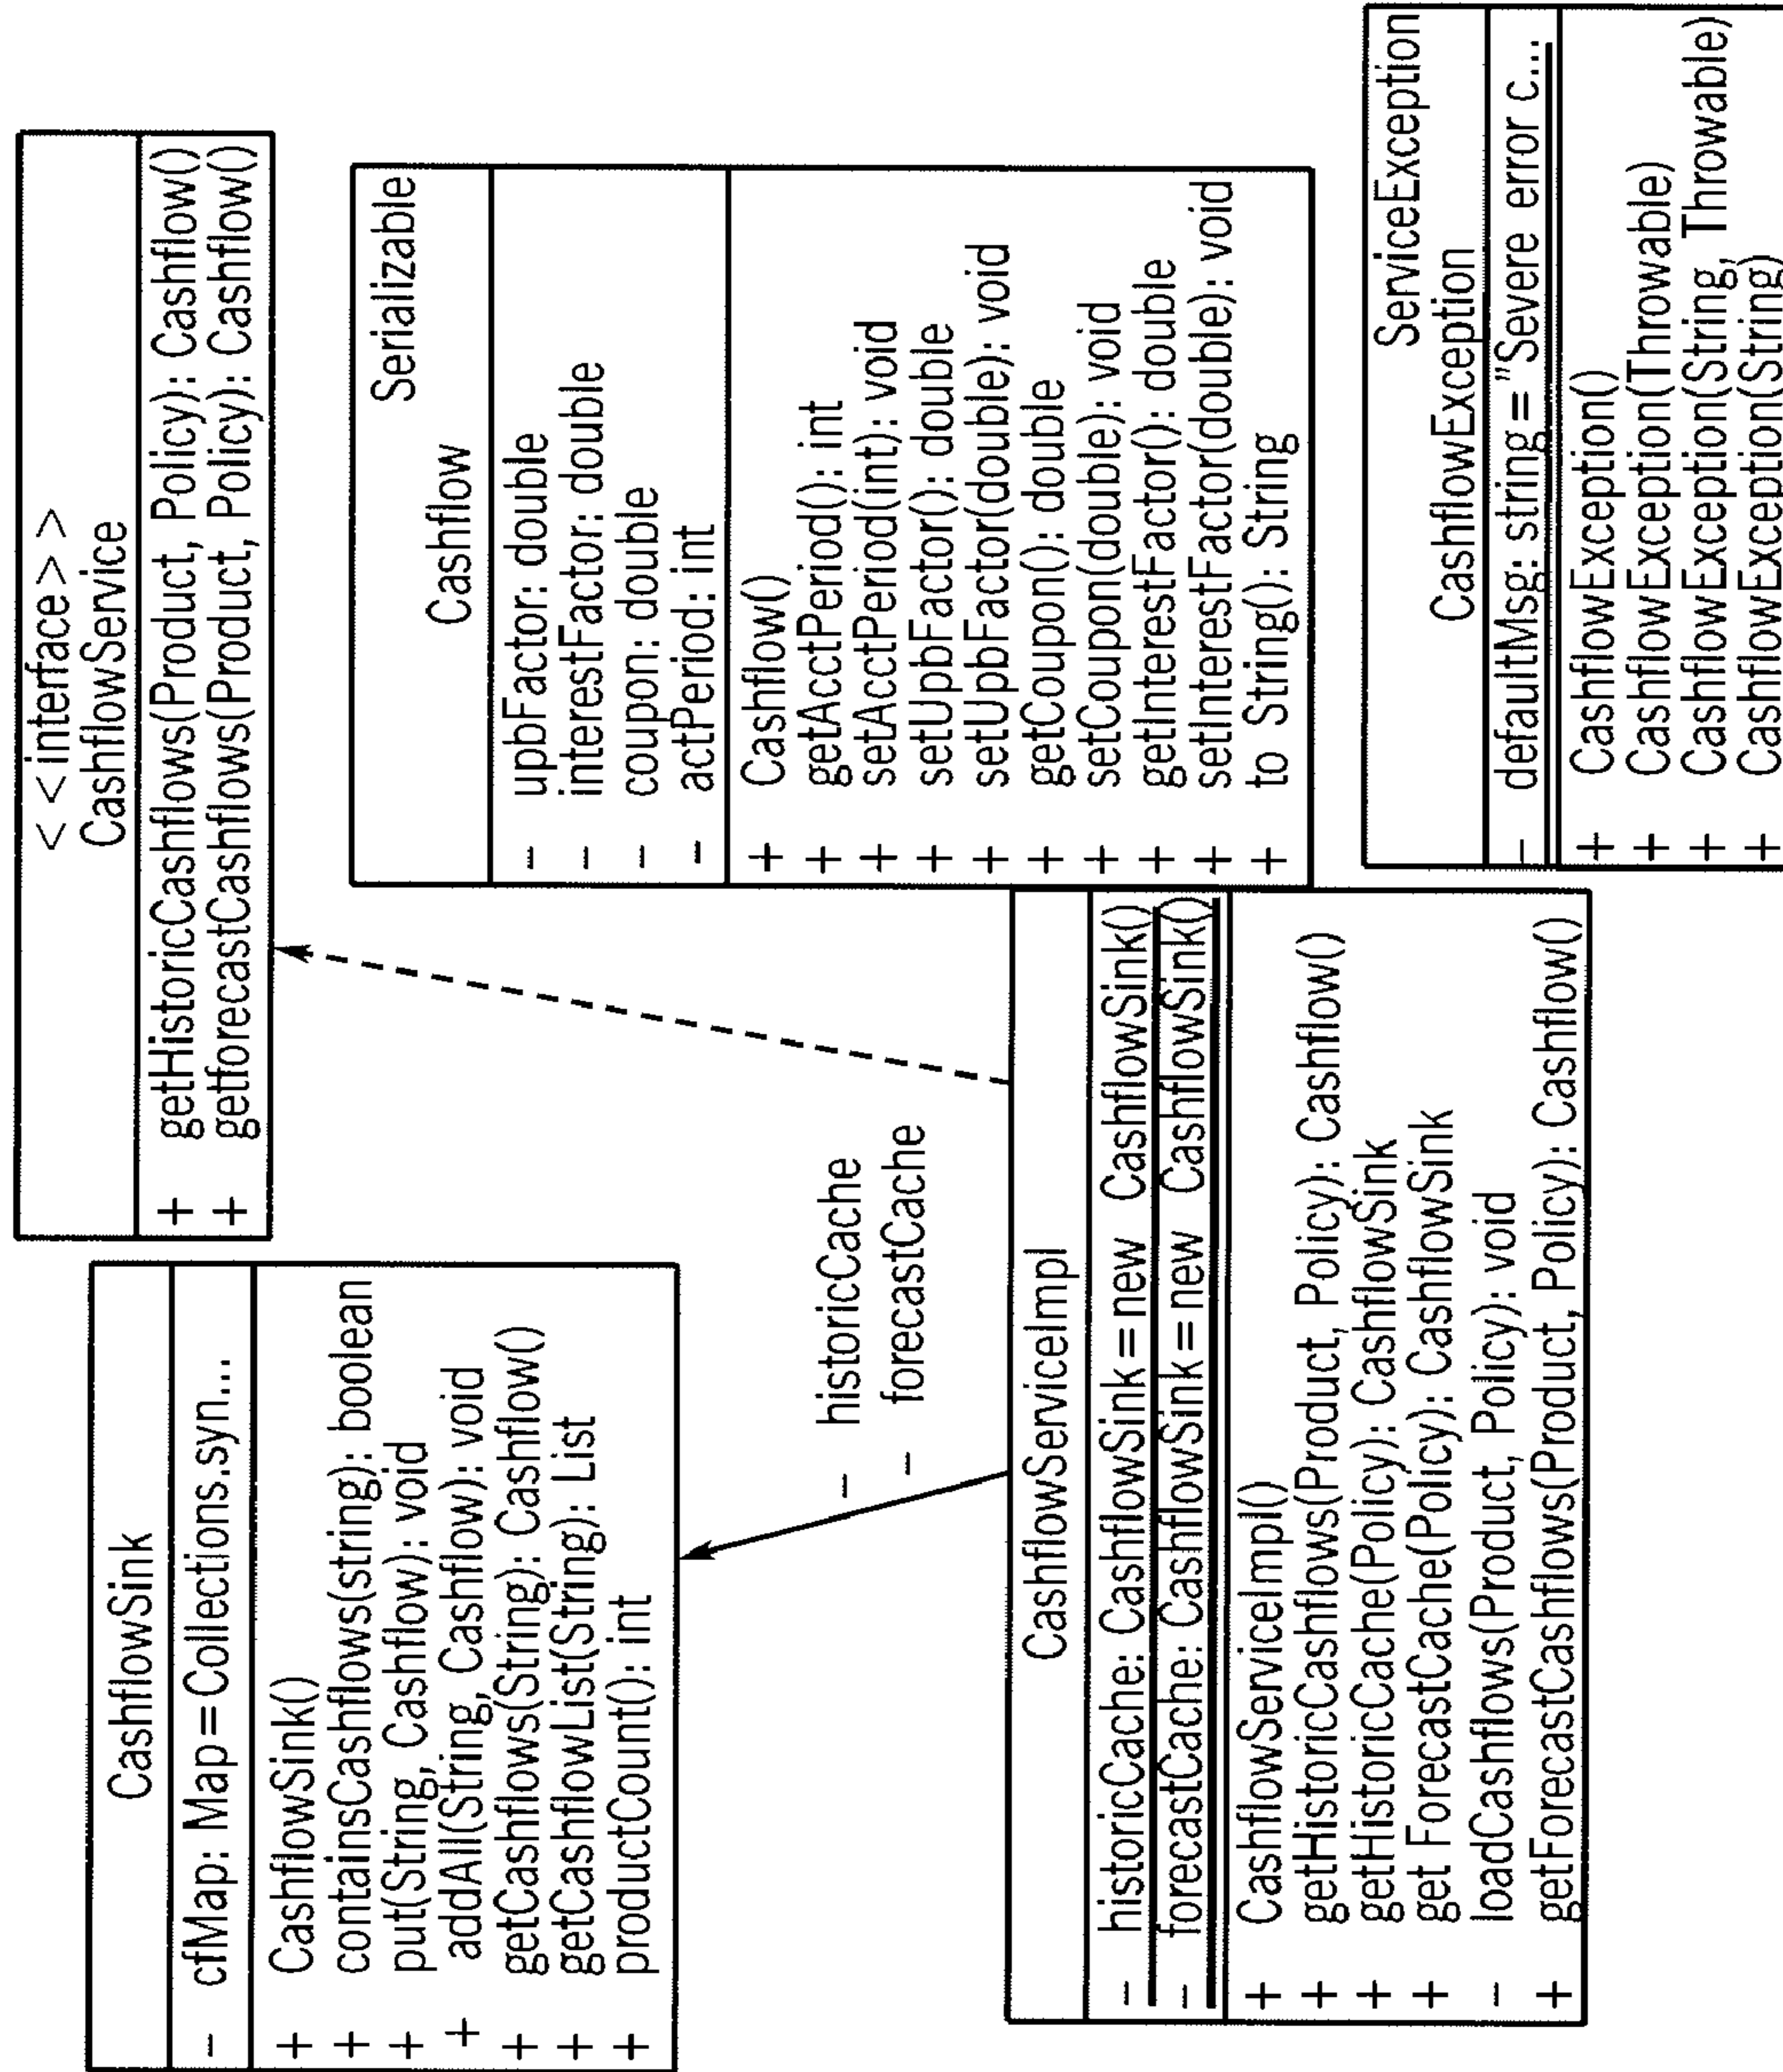 CashflowSink
- cfMap: Map=Collections.syn...
+ CashflowSink()
+ containsCashflows(string): boolean
+ put(String, Cashflow): void
+ addAll(String, Cashflow): void
+ getCashflows(String): Cashflow()
+ getCashflowList(String): List
+ productCount(): int
< < interface> >
CashflowService
+ getHistoricCashflows(Product, Policy): Cashflow()
+ getforecastCashflows(Product, Policy): Cashflow()
Serializable
Cashflow
- upbFactor: double
- interestFactor: double
- coupon: double
- actPeriod: int
+ Cashflow()
+ getAcctPeriod(): int
+ setAcctPeriod(int): void
+ setUpbFactor(): double
+ setUpbFactor(double): void
+ getCoupon(): double
+ setCoupon(double): void
+ getInterestFactor(): double
+ setInterestFactor(double): void
+ to String(): String
- historicCache
- forecastCache
CashflowServiceImpl
- historicCache: CashflowSink=new CashflowSink()
- forecastCache: CashflowSink=new CashflowSink()
+ CashflowServiceImpl()
+ getHistoricCashflows(Product, Policy): Cashflow()
+ getHistoricCache(Policy): CashflowSink
+ get ForecastCache(Policy): CashflowSink
- loadCashflows(Product, Policy): void
+ getForecastCashflows(Product, Policy): Cashflow()
ServiceException
CashflowException
- defaultMsg: string="Severe error c...
+ CashflowException()
+ CashflowException(Throwable)
+ CashflowException(String, Throwable)
+ CashflowException(String)